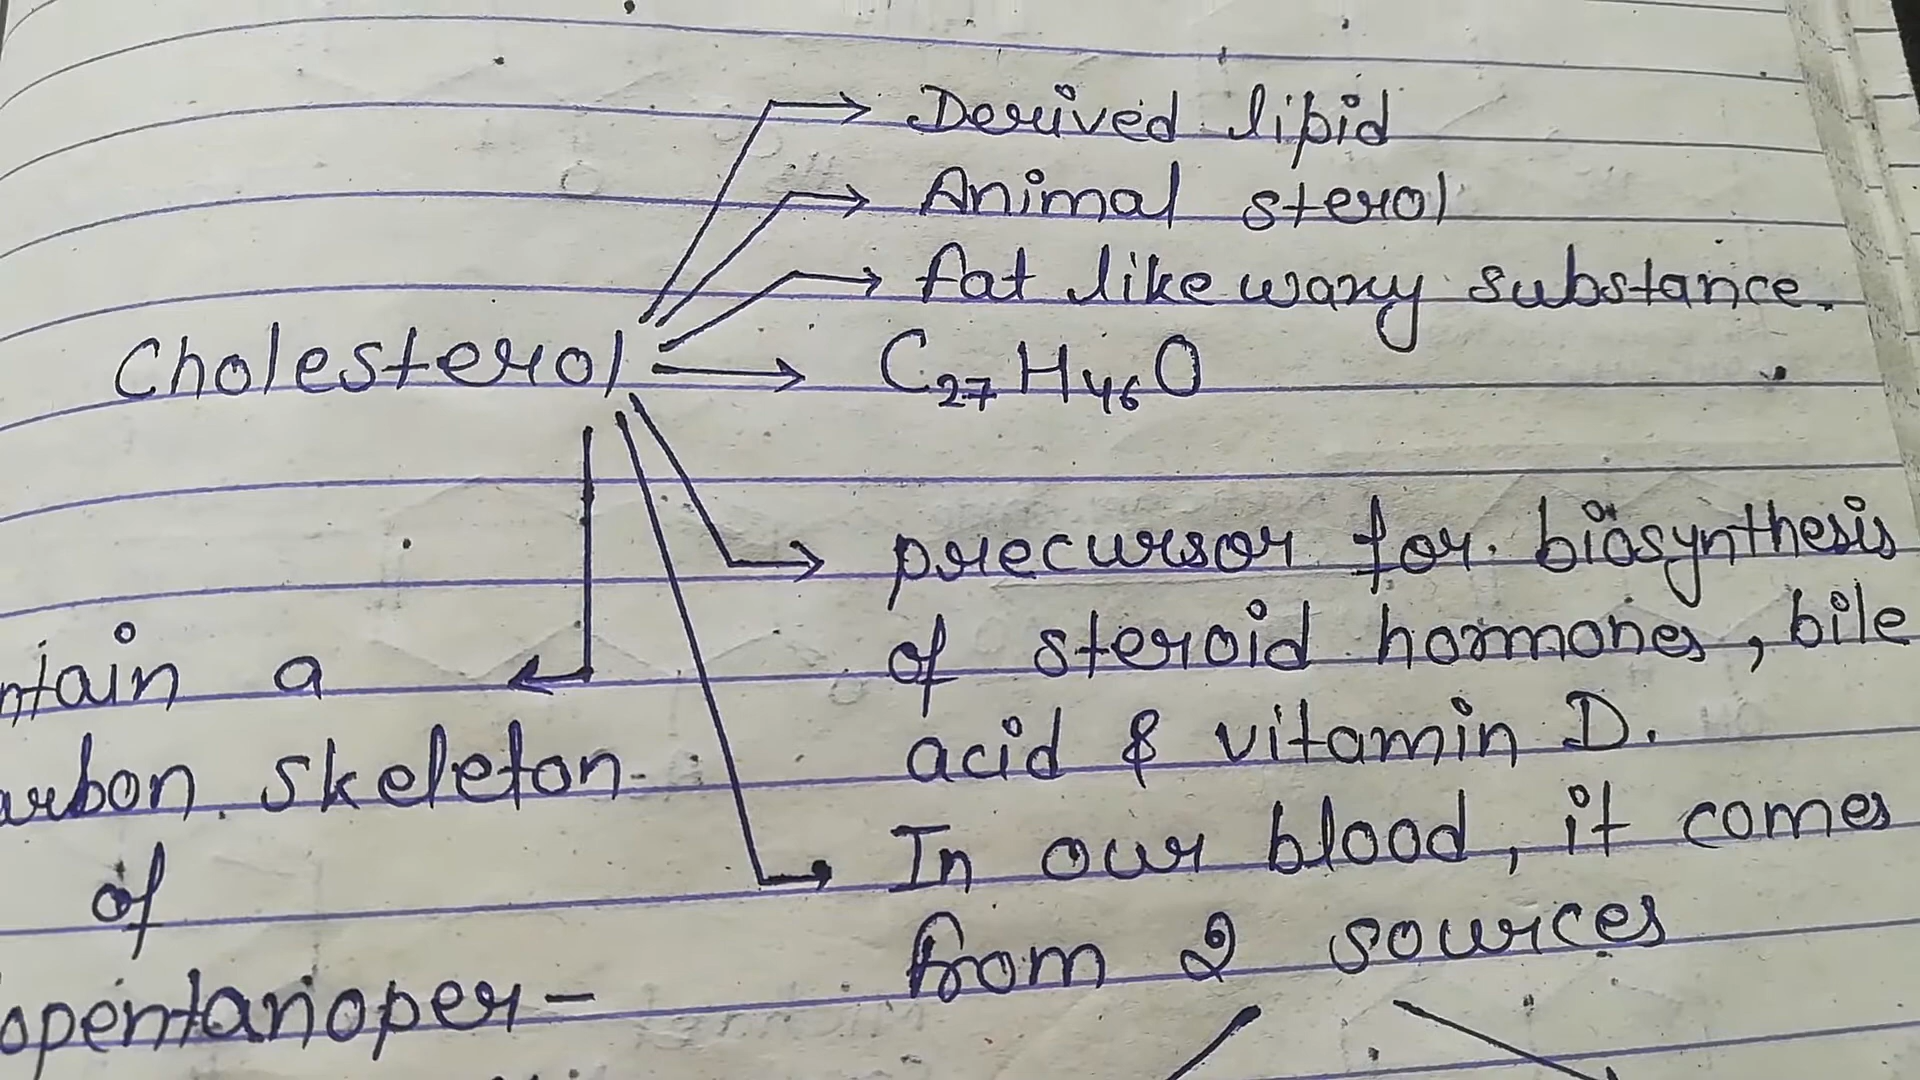 Derived lipid
Animal sterol
fat like waxy substance.
Cholesterol
C₂₇H₄₆O
precursor for biosynthesis
of steroid hormones, bile
acid & vitamin D.
In our blood, it comes
from 2 sources
ntain a
arbon skeleton
of
opentanoper-